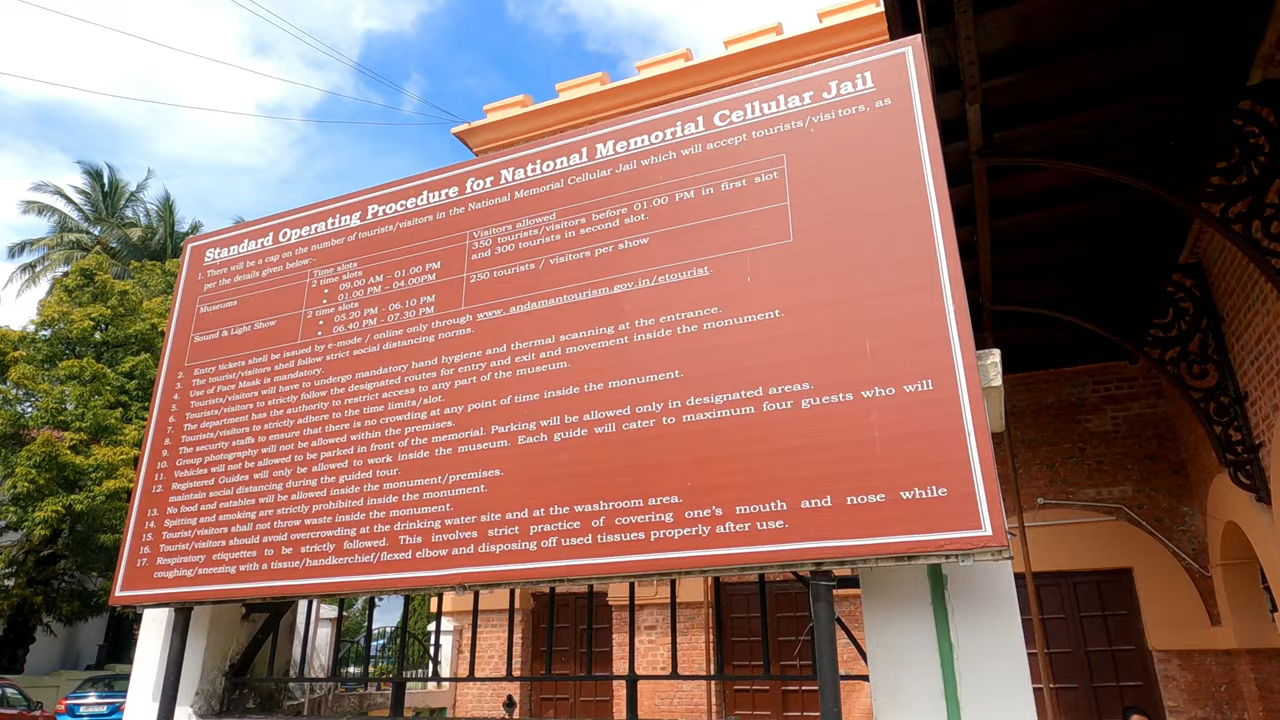 Standard Operating Procedure for National Memorial Cellular Jail
1. There will be a cap on the number of tourists/visitors in the National Memorial Cellular Jail which will accept tourists/visitors, as
per the details given below:-
Time slots Visitors allowed
Museums 2 time slots 350 tourists/visitors before 01.00 PM in first slot
• 09.00 AM – 01.00 PM and 300 tourists in second slot.
• 01.00 PM – 04.00PM
Sound & Light Show 2 time slots 250 tourists / visitors per show
• 05.20 PM - 06.10 PM
• 06.40 PM - 07.30 PM
2. Entry tickets shell be issued by e-mode / online only through www. andamantourism.gov.in/etourist.
3. The tourist/visitors shell follow strict social distancing norms.
4. Use of Face Mask is mandatory.
5. Tourists/visitors will have to undergo mandatory hand hygiene and thermal scanning at the entrance.
6. Tourists/visitors to strictly follow the designated routes for entry and exit and movement inside the monument.
7. The department has the authority to restrict access to any part of the museum.
8. Tourists/visitors to strictly adhere to the time limits/slot.
9. The security staffs to ensure that there is no crowding at any point of time inside the monument.
10. Group photography will not be allowed within the premises.
11. Vehicles will not be allowed to be parked in front of the memorial. Parking will be allowed only in designated areas.
12. Registered Guides will only be allowed to work inside the museum. Each guide will cater to maximum four guests who will
maintain social distancing during the guided tour.
13. No food and eatables will be allowed inside the monument/premises.
14. Spitting and smoking are strictly prohibited inside the monument.
15. Tourist/visitors shall not throw waste inside the monument.
16. Tourist/visitors should avoid overcrowding at the drinking water site and at the washroom area.
17. Respiratory etiquettes to be strictly followed. This involves strict practice of covering one's mouth and nose while
coughing/sneezing with a tissue/handkerchief/flexed elbow and disposing off used tissues properly after use.